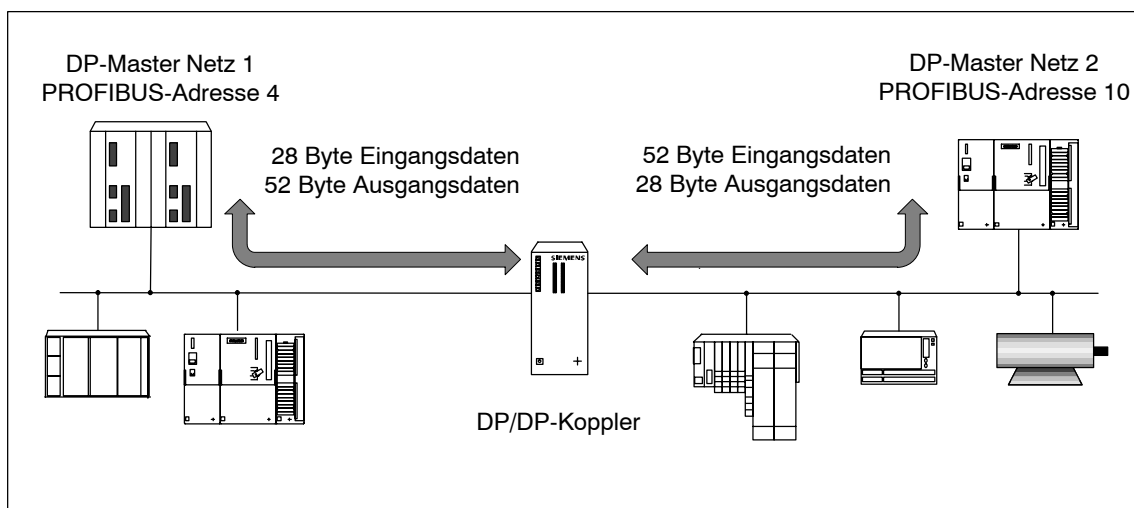 DP-Master Netz 1
PROFIBUS-Adresse 4
DP-Master Netz 2
PROFIBUS-Adresse 10
28 Byte Eingangsdaten
52 Byte Ausgangsdaten
52 Byte Eingangsdaten
28 Byte Ausgangsdaten
SIEMENS
DP/DP-Koppler